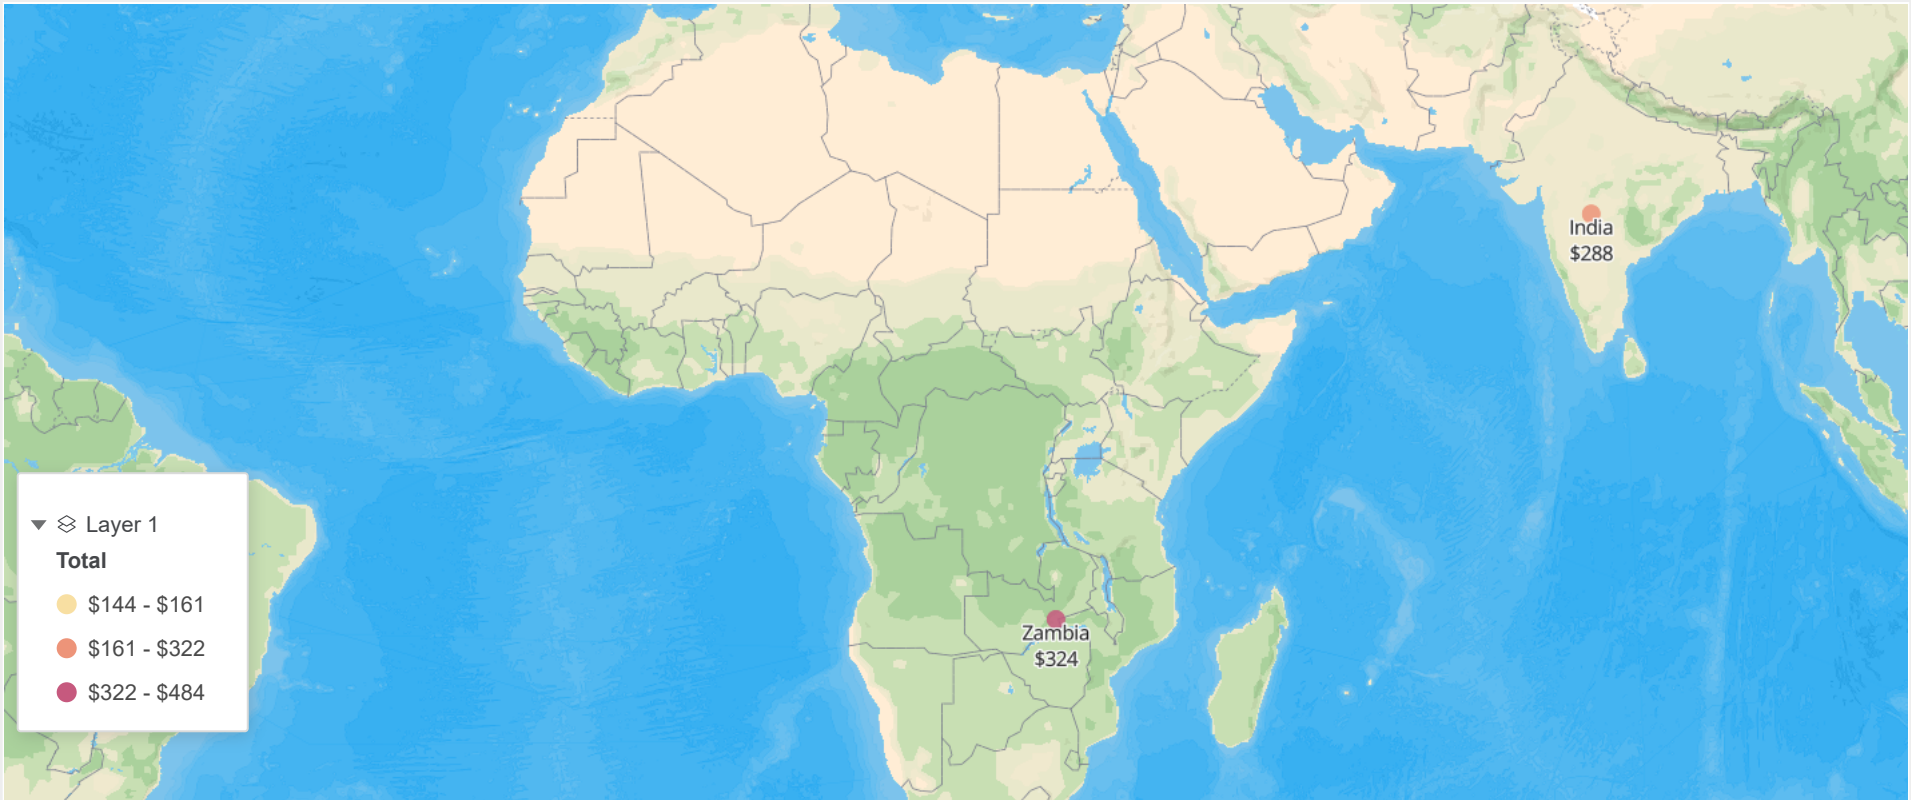 India
$288
Zambia
$324
Layer 1
Total
$144 - $161
$161 - $322
$322 - $484